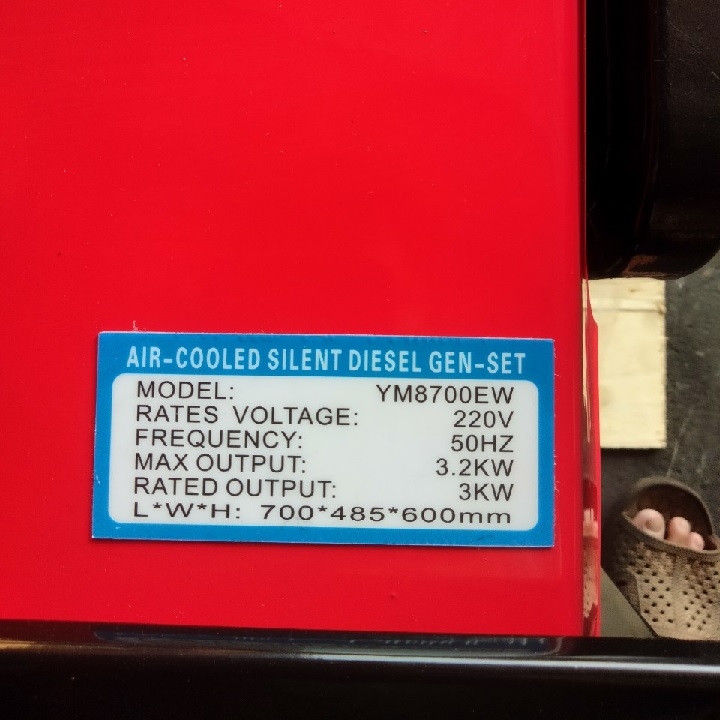 AIR-COOLED SILENT DIESEL GEN-SET
MODEL: YM8700EW
RATES VOLTAGE: 220V
FREQUENCY: 50HZ
MAX OUTPUT: 3.2KW
RATED OUTPUT: 3KW
L*W*H: 700*485*600mm